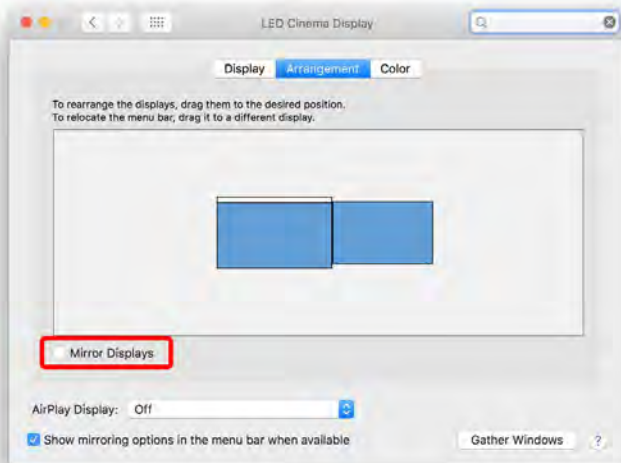 LED Cinema Display
Display Arrangement Color
To rearrange the displays, drag them to the desired position.
To relocate the menu bar, drag it to a different display.
Mirror Displays
AirPlay Display: Off
Show mirroring options in the menu bar when available
Gather Windows ?